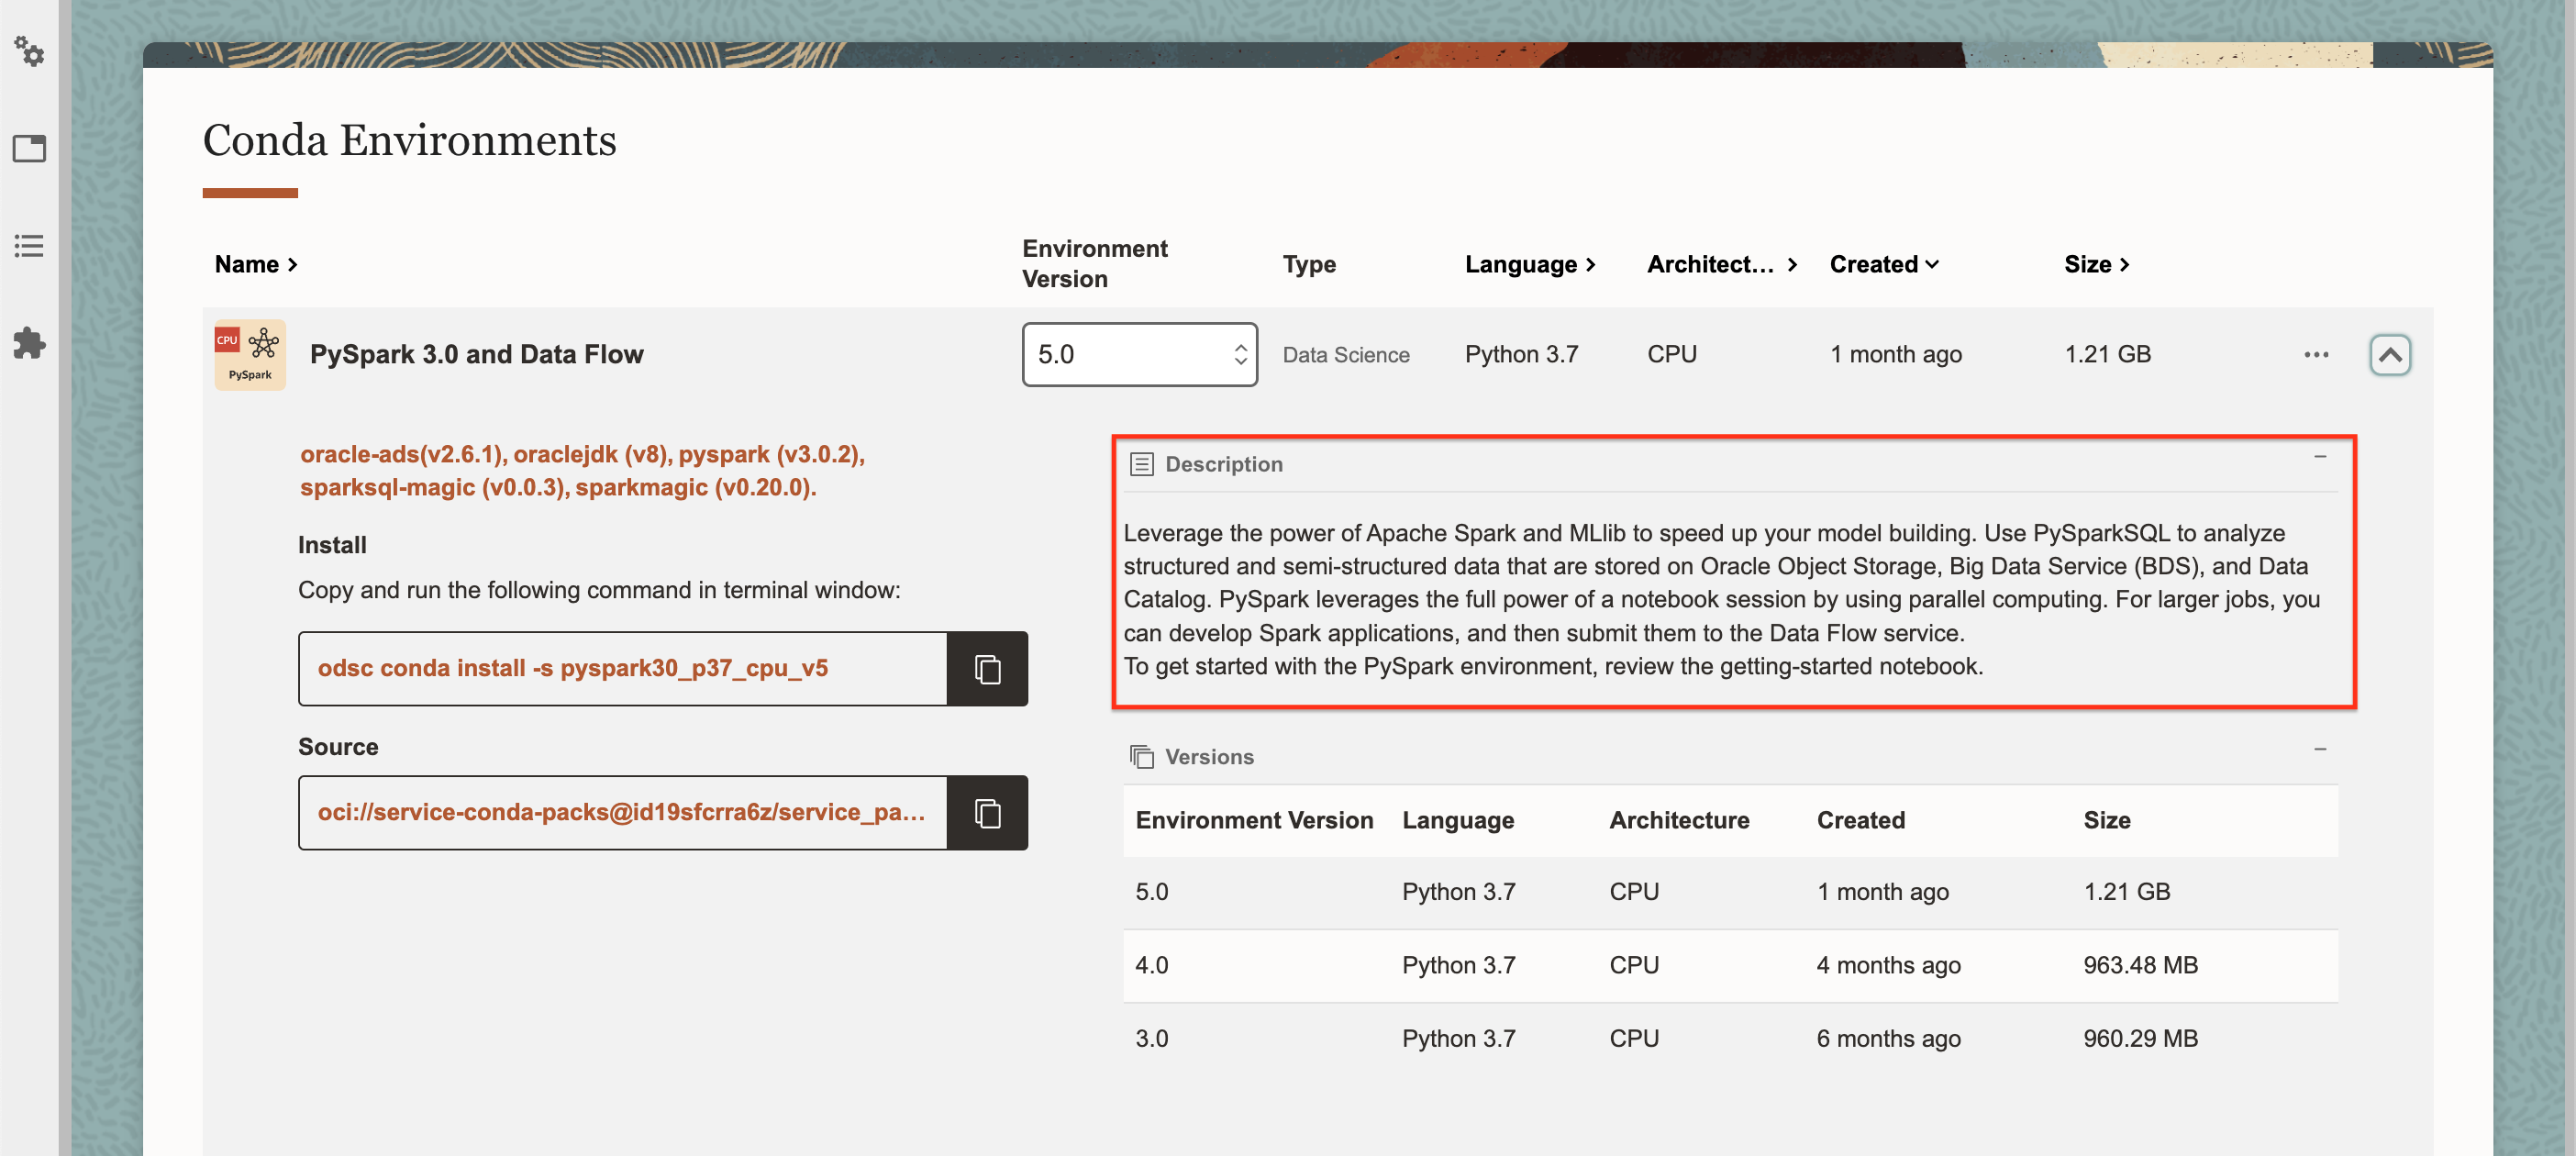 Conda Environments
Name
Environment
Version
Type
Language
Architect...
Created
Size
CPU
PySpark
PySpark 3.0 and Data Flow
5.0
Data Science
Python 3.7
CPU
1 month ago
1.21 GB
oracle-ads(v2.6.1), oraclejdk (v8), pyspark (v3.0.2),
sparksql-magic (v0.0.3), sparkmagic (v0.20.0).
Install
Copy and run the following command in terminal window:
odsc conda install -s pyspark30_p37_cpu_v5
Source
oci://service-conda-packs@id19sfcrra6z/service_pa...
Description
Leverage the power of Apache Spark and MLlib to speed up your model building. Use PySparkSQL to analyze
structured and semi-structured data that are stored on Oracle Object Storage, Big Data Service (BDS), and Data
Catalog. PySpark leverages the full power of a notebook session by using parallel computing. For larger jobs, you
can develop Spark applications, and then submit them to the Data Flow service.
To get started with the PySpark environment, review the getting-started notebook.
Versions
Environment Version Language Architecture Created Size
5.0 Python 3.7 CPU 1 month ago 1.21 GB
4.0 Python 3.7 CPU 4 months ago 963.48 MB
3.0 Python 3.7 CPU 6 months ago 960.29 MB